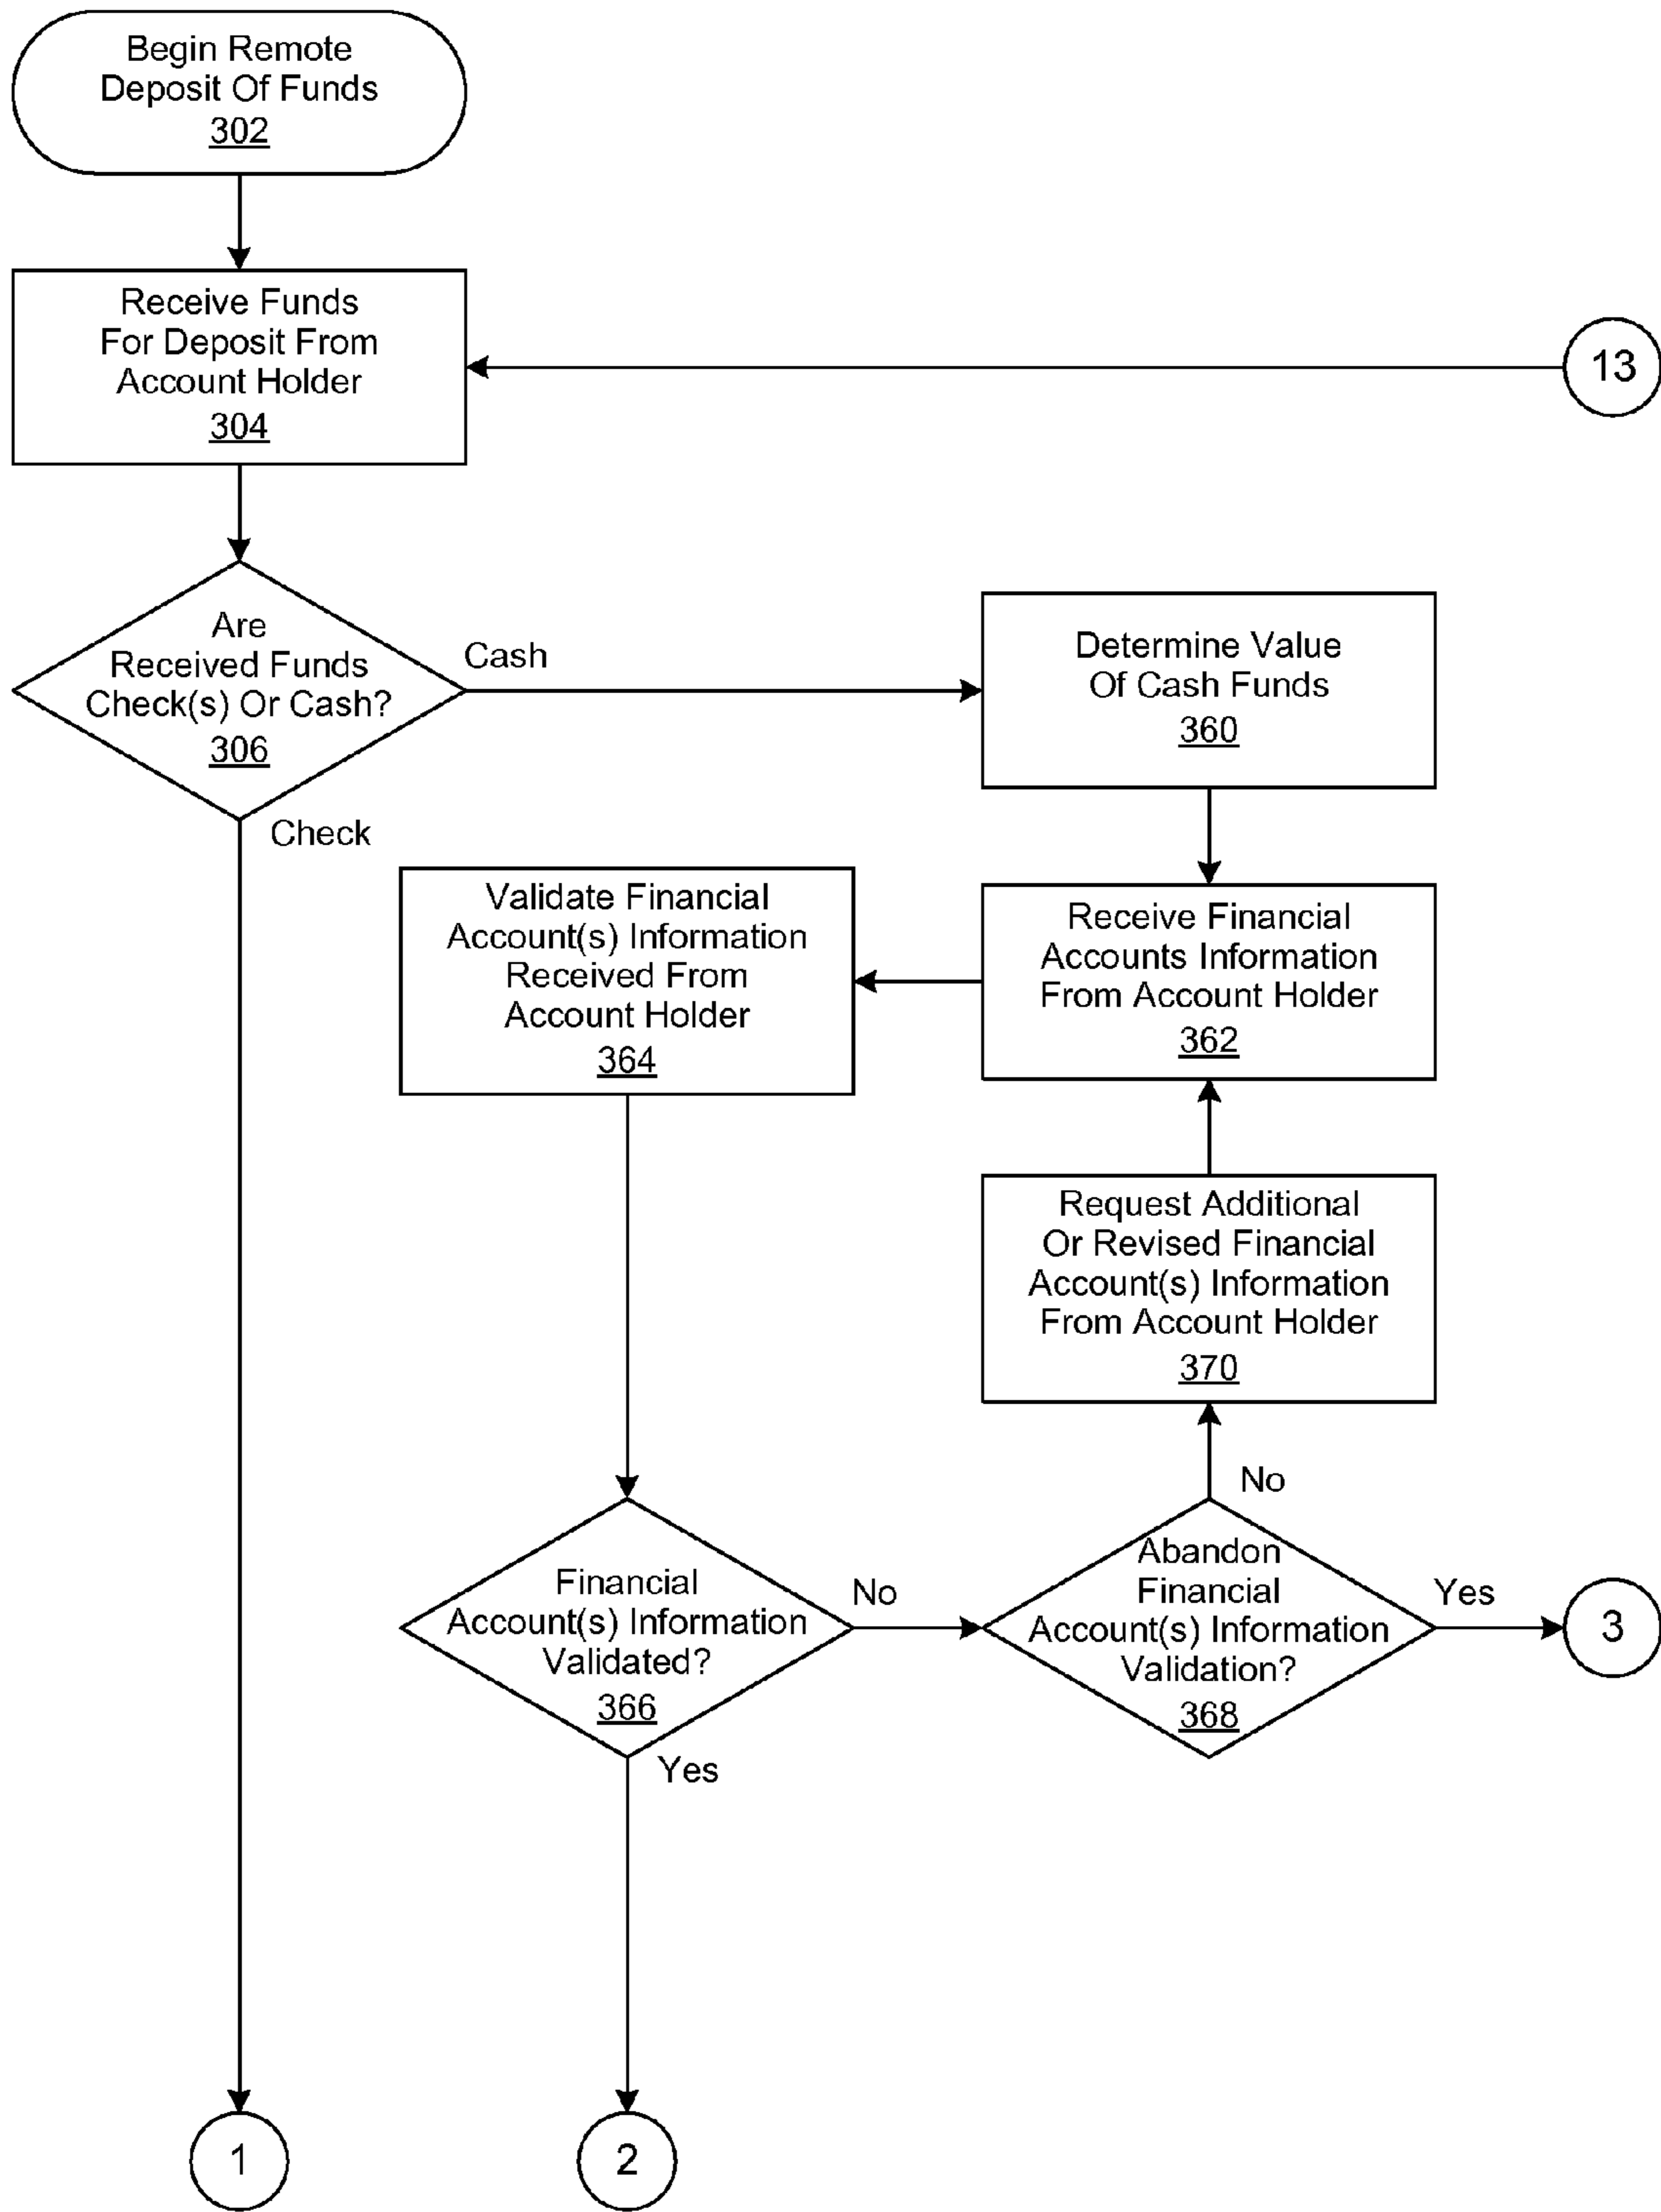 Begin Remote
Deposit Of Funds
302
Receive Funds
For Deposit From
Account Holder
304
13
Are
Received Funds
Check(s) Or Cash?
306
Cash
Check
Determine Value
Of Cash Funds
360
Validate Financial
Account(s) Information
Received From
Account Holder
364
Receive Financial
Accounts Information
From Account Holder
362
Request Additional
Or Revised Financial
Account(s) Information
From Account Holder
370
No
Financial
Account(s) Information
Validated?
366
No
Abandon
Financial
Account(s) Information
Validation?
368
Yes
3
Yes
1
2